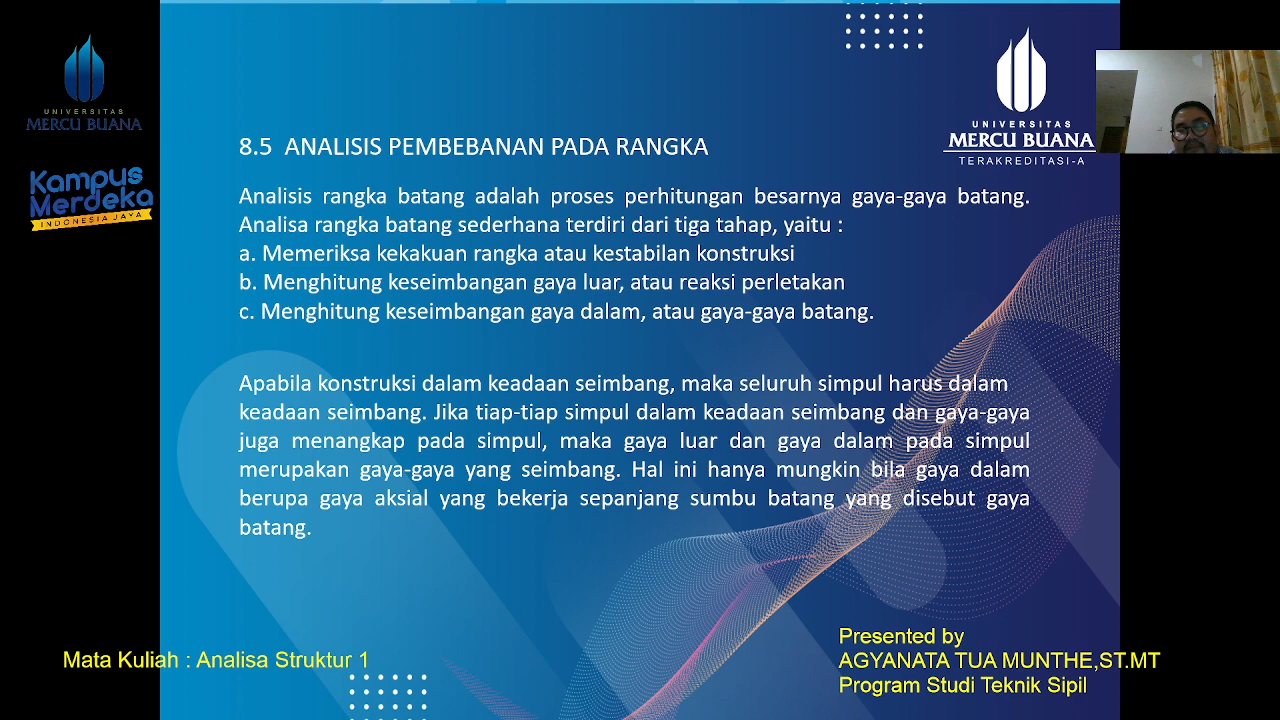 UNIVERSITAS
MERCU BUANA
Kampus
Merdeka
INDONESIA JAYA
UNIVERSITAS
MERCU BUANA
TERAKREDITASI-A
8.5 ANALISIS PEMBEBANAN PADA RANGKA
Analisis rangka batang adalah proses perhitungan besarnya gaya-gaya batang.
Analisa rangka batang sederhana terdiri dari tiga tahap, yaitu :
a. Memeriksa kekakuan rangka atau kestabilan konstruksi
b. Menghitung keseimbangan gaya luar, atau reaksi perletakan
c. Menghitung keseimbangan gaya dalam, atau gaya-gaya batang.
Apabila konstruksi dalam keadaan seimbang, maka seluruh simpul harus dalam
keadaan seimbang. Jika tiap-tiap simpul dalam keadaan seimbang dan gaya-gaya
juga menangkap pada simpul, maka gaya luar dan gaya dalam pada simpul
merupakan gaya-gaya yang seimbang. Hal ini hanya mungkin bila gaya dalam
berupa gaya aksial yang bekerja sepanjang sumbu batang yang disebut gaya
batang.
Mata Kuliah : Analisa Struktur 1
Presented by
AGYANATA TUA MUNTHE,ST.MT
Program Studi Teknik Sipil